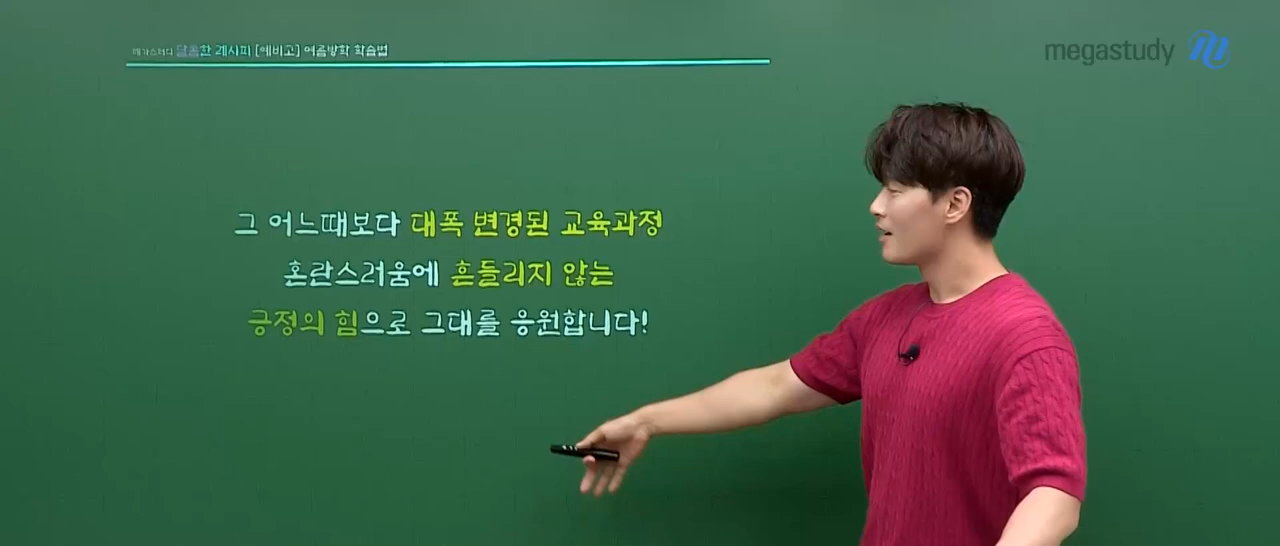 메가스터디 달콤한 레시피 [예비고] 여름방학 학습법
megastudy
그 어느때보다 대폭 변경된 교육과정
혼란스러움에 흔들리지 않는
긍정의 힘으로 그대를 응원합니다!